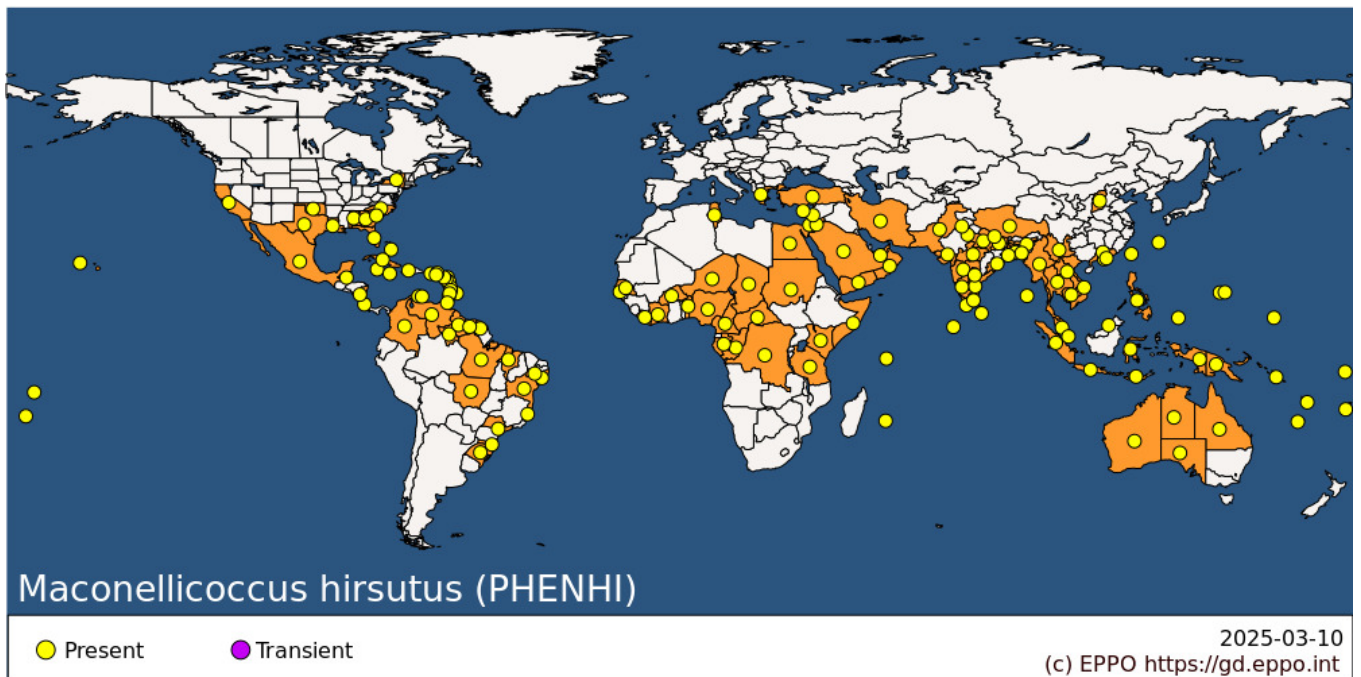 Maconellicoccus hirsutus (PHENHI)
Present
Transient
2025-03-10
(c) EPPO https://gd.eppo.int